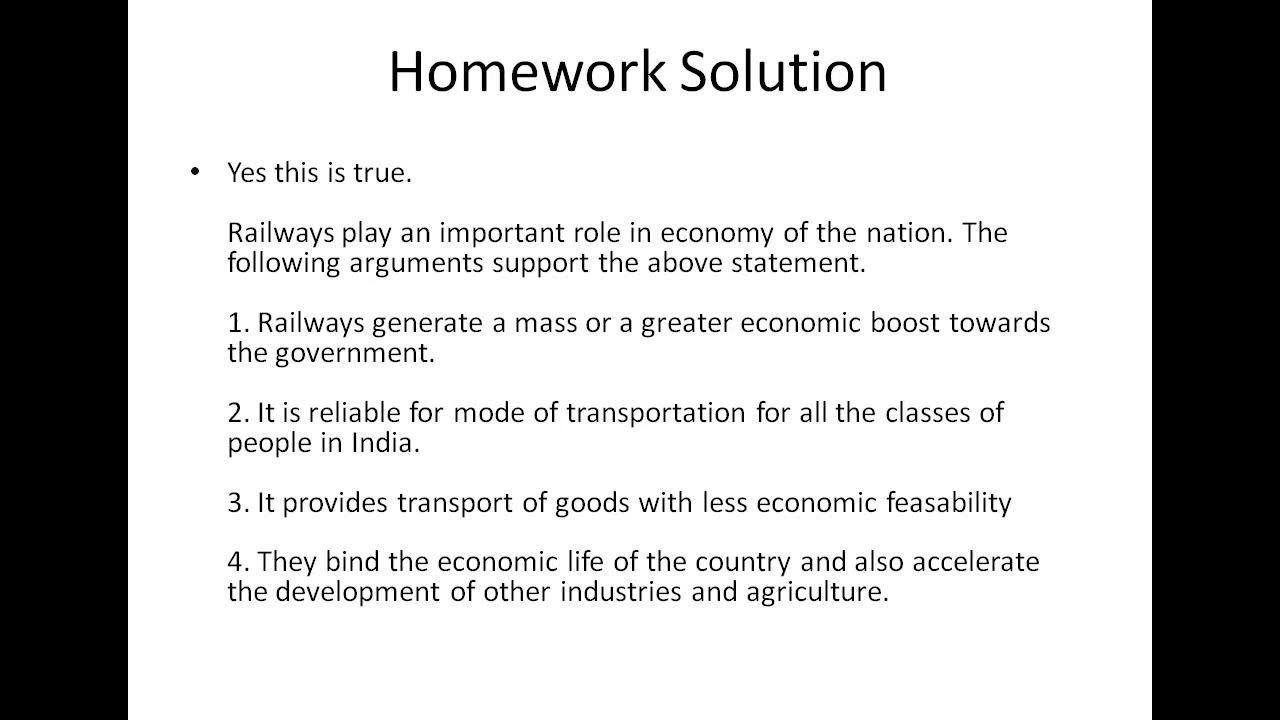 Homework Solution
• Yes this is true.
Railways play an important role in economy of the nation. The
following arguments support the above statement.
1. Railways generate a mass or a greater economic boost towards
the government.
2. It is reliable for mode of transportation for all the classes of
people in India.
3. It provides transport of goods with less economic feasability
4. They bind the economic life of the country and also accelerate
the development of other industries and agriculture.